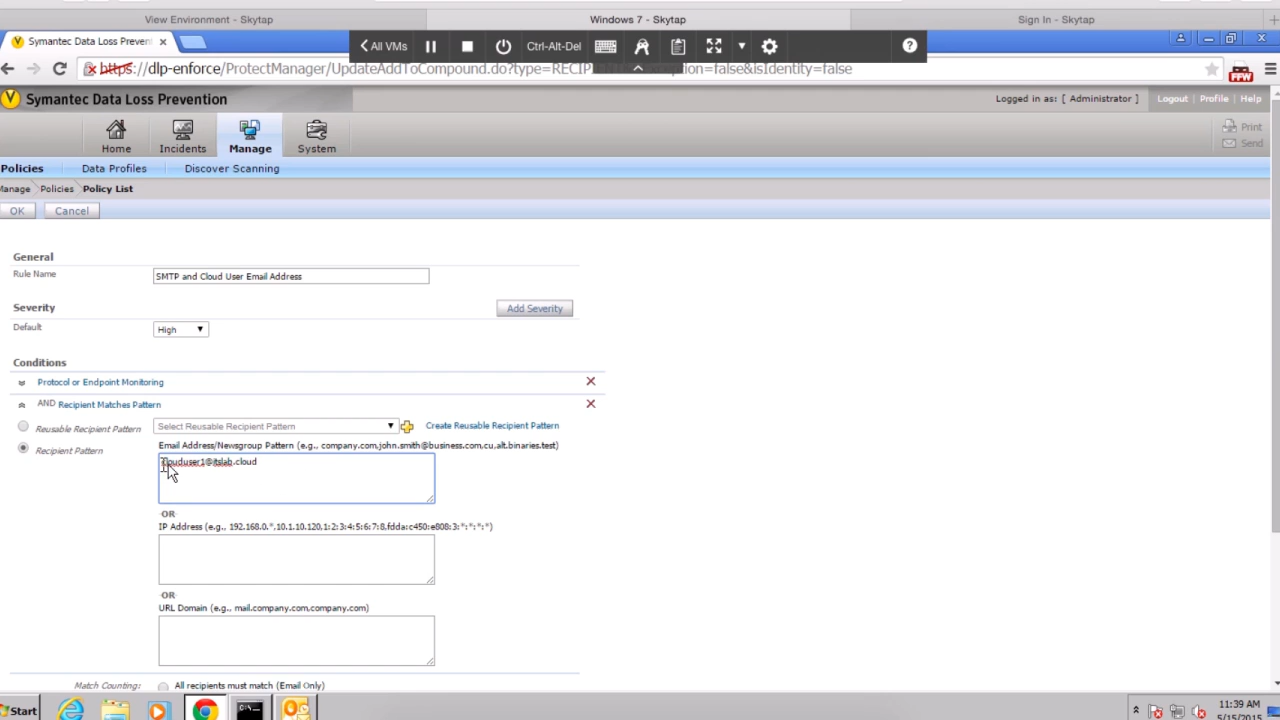 View Environment - Skytap
Windows 7 - Skytap
Sign In - Skytap
Symantec Data Loss Preven
All VMs
Ctrl-Alt-Del
?
https://dlp-enforce/ProtectManager/UpdateAddToCompound.do?type=RECIPI
ption=false&isIdentity=false
FFW
Symantec Data Loss Prevention
Logged in as: [ Administrator ]
Logout
Profile
Help
Home
Incidents
Manage
System
Print
Send
Policies
Data Profiles
Discover Scanning
Manage
Policies
Policy List
OK
Cancel
General
Rule Name
SMTP and Cloud User Email Address
Severity
Add Severity
Default
High
Conditions
Protocol or Endpoint Monitoring
AND Recipient Matches Pattern
Reusable Recipient Pattern
Select Reusable Recipient Pattern
Create Reusable Recipient Pattern
Recipient Pattern
Email Address/Newsgroup Pattern (e.g., company.com,john.smith@business.com,cu,alt.binaries.test)
clouduser1@itslab.cloud
-OR-
IP Address (e.g., 192.168.0.*,10.1.10.120,1:2:3:4:5:6:7:8,fdda:c450:e808:3:*:*:*:*)
-OR-
URL Domain (e.g., mail.company.com,company.com)
Match Counting:
All recipients must match (Email Only)
Start
11:39 AM
5/15/2015